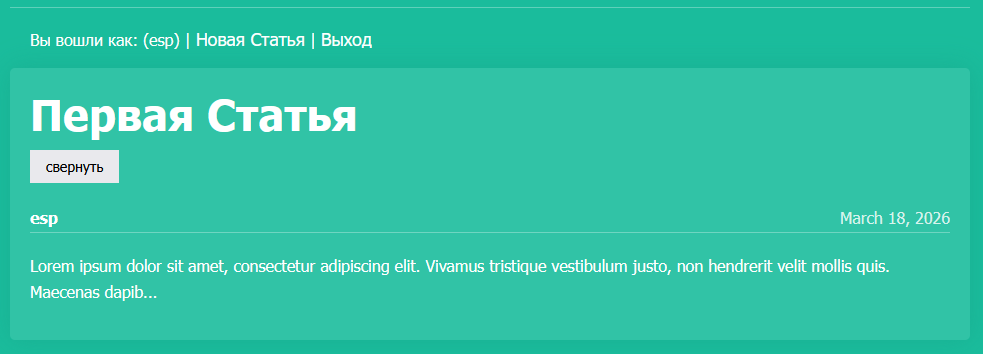 Вы вошли как: (esp) | Новая Статья | Выход
Первая Статья
свернуть
esp March 18, 2026
Lorem ipsum dolor sit amet, consectetur adipiscing elit. Vivamus tristique vestibulum justo, non hendrerit velit mollis quis.
Maecenas dapib...